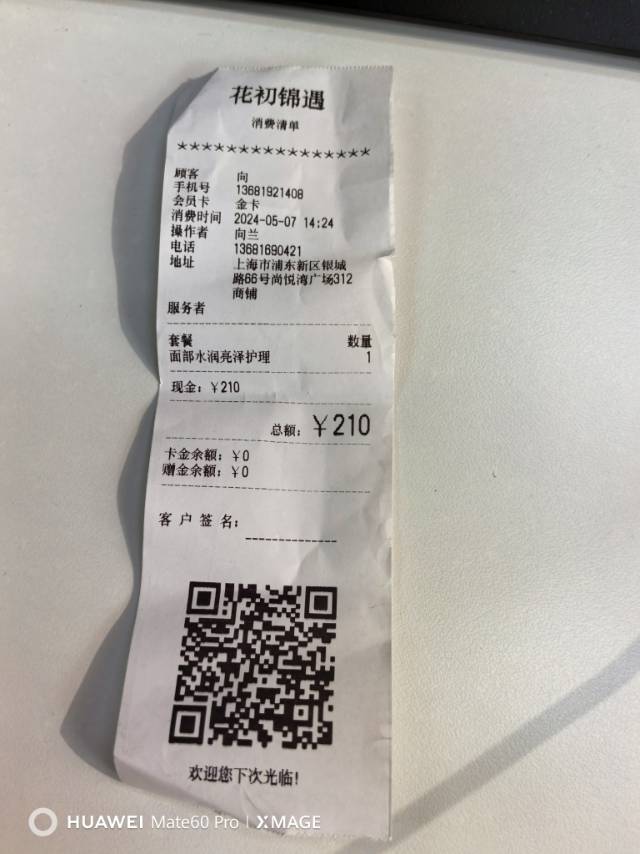 花初锦遇
消费清单
***************
顾客 向
手机号 13681921408
会员卡 金卡
消费时间 2024-05-07 14:24
操作者 向兰
电话 13681690421
地址 上海市浦东新区银城
路66号尚悦湾广场312
商铺
服务者
套餐 数量
面部水润亮泽护理 1
现金：￥210
总额：￥210
卡金余额：￥0
赠金余额：￥0
客户签名：
欢迎您下次光临!
HUAWEI Mate60 Pro | XMAGE